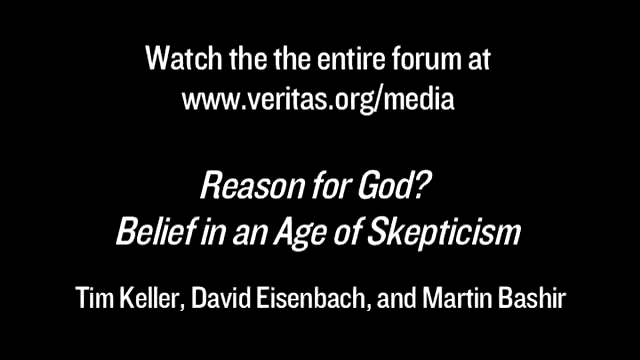 Watch the the entire forum at
www.veritas.org/media
Reason for God?
Belief in an Age of Skepticism
Tim Keller, David Eisenbach, and Martin Bashir